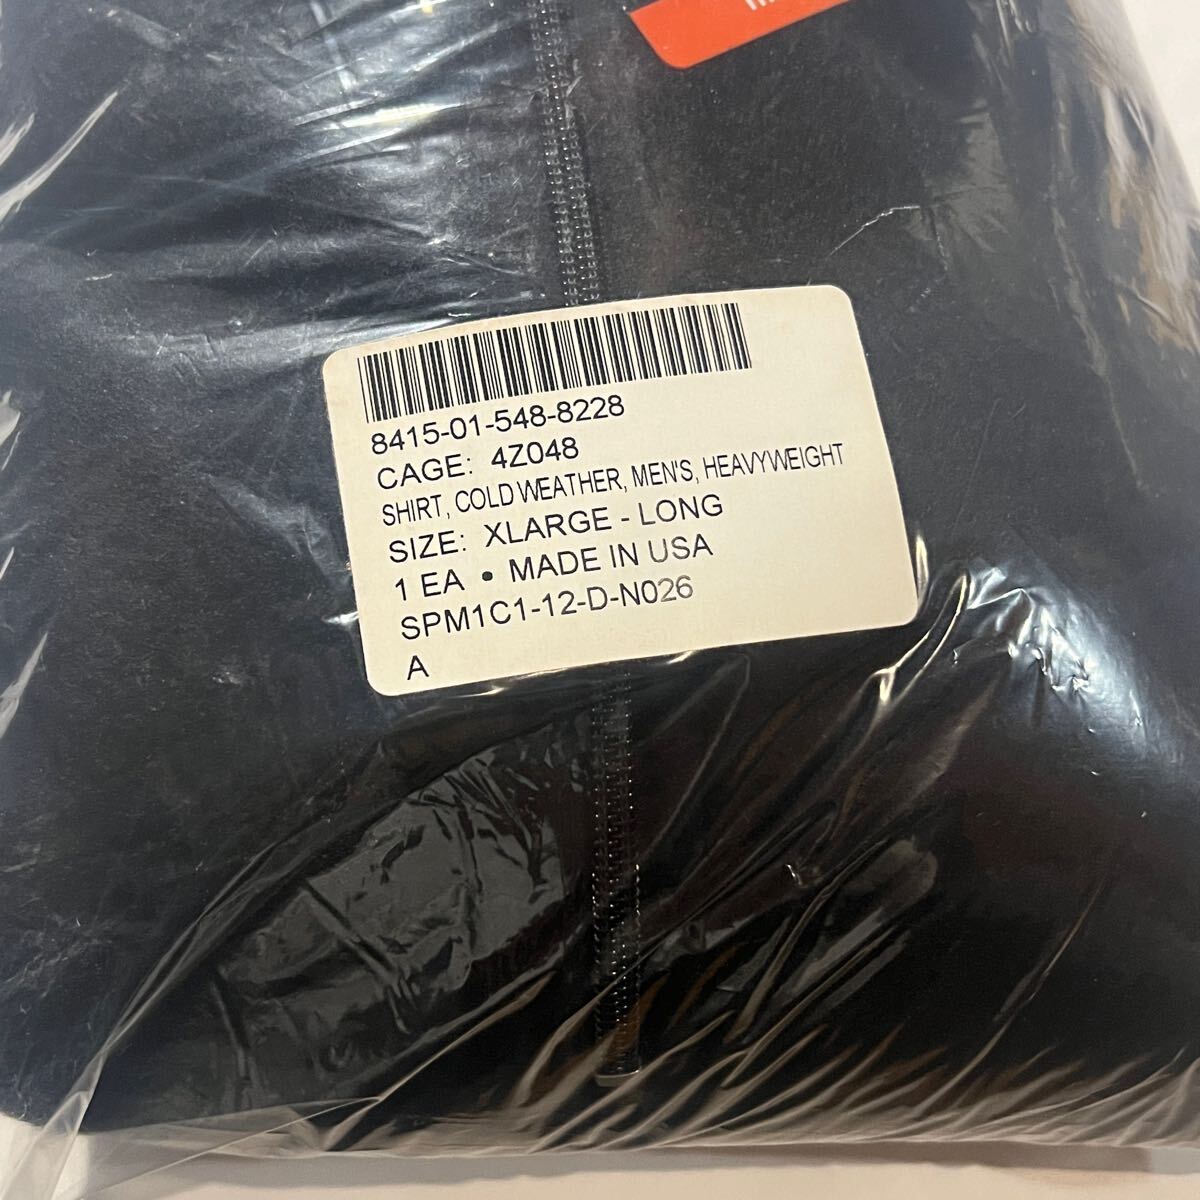 8415-01-548-8228
CAGE: 4Z048
SHIRT, COLD WEATHER, MEN'S, HEAVYWEIGHT
SIZE: XLARGE - LONG
1 EA • MADE IN USA
SPM1C1-12-D-N026
A